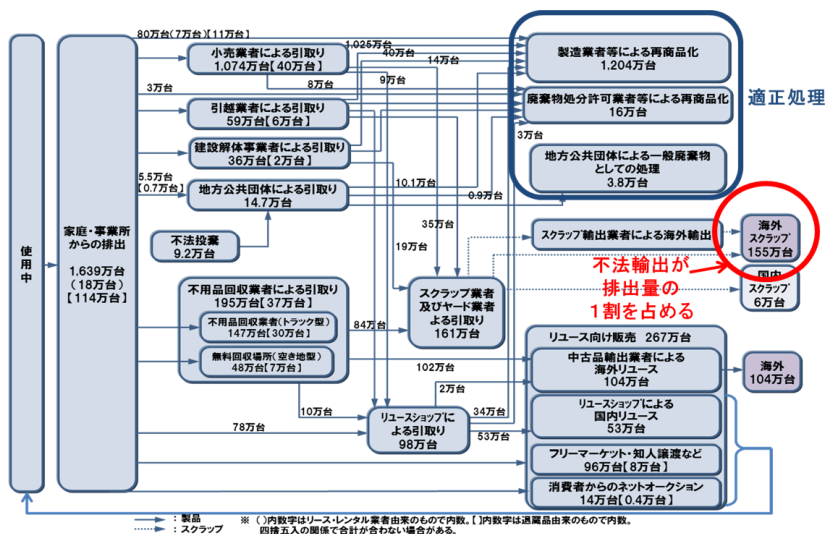 使用中
家庭・事業所
からの排出
1,639万台
(18万台)
【114万台】
80万台(7万台)【11万台】
小売業者による引取り
1,074万台【40万台】
1,025万台
40万台
14万台
8万台
9万台
3万台
引越業者による引取り
59万台【6万台】
建設解体事業者による引取り
36万台【2万台】
5.5万台
【0.7万台】
地方公共団体による引取り
14.7万台
10.1万台
0.9万台
35万台
19万台
不法投棄
9.2万台
製造業者等による再商品化
1,204万台
廃棄物処分許可業者等による再商品化
16万台
3万台
地方公共団体による一般廃棄物
としての処理
3.8万台
適正処理
スクラップ輸出業者による海外輸出
海外
スクラップ
155万台
国内
スクラップ
6万台
不法輸出が
排出量の
1割を占める
不用品回収業者による引取り
195万台【37万台】
不用品回収業者(トラック型)
147万台【30万台】
無料回収場所(空き地型)
48万台【7万台】
84万台
スクラップ業者
及びヤード業者
よる引取り
161万台
102万台
2万台
10万台
78万台
リユースショップに
よる引取り
98万台
34万台
53万台
リユース向け販売 267万台
中古品輸出業者による
海外リユース
104万台
海外
104万台
リユースショップによる
国内リユース
53万台
フリーマーケット・知人譲渡など
96万台【8万台】
消費者からのネットオークション
14万台【0.4万台】
:製品
:スクラップ
※ ( )内数字はリース・レンタル業者由来のもので内数。【 】内数字は退蔵品由来のもので内数。
四捨五入の関係で合計が合わない場合がある。